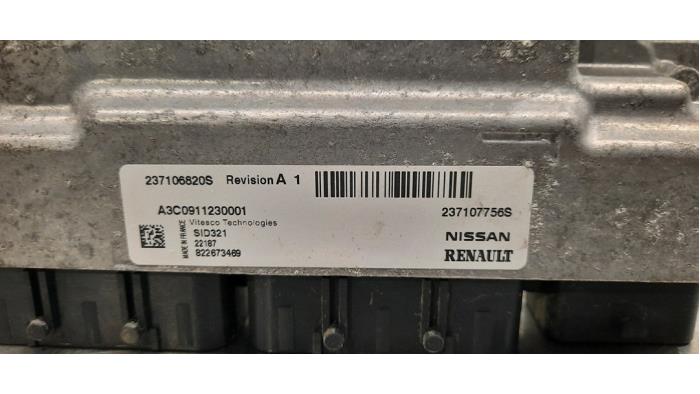 237106820S Revision A 1
A3C0911230001
237107756S
Vitesco Technologies
MADE IN FRANCE
SID321
22187
822673469
NISSAN
RENAULT